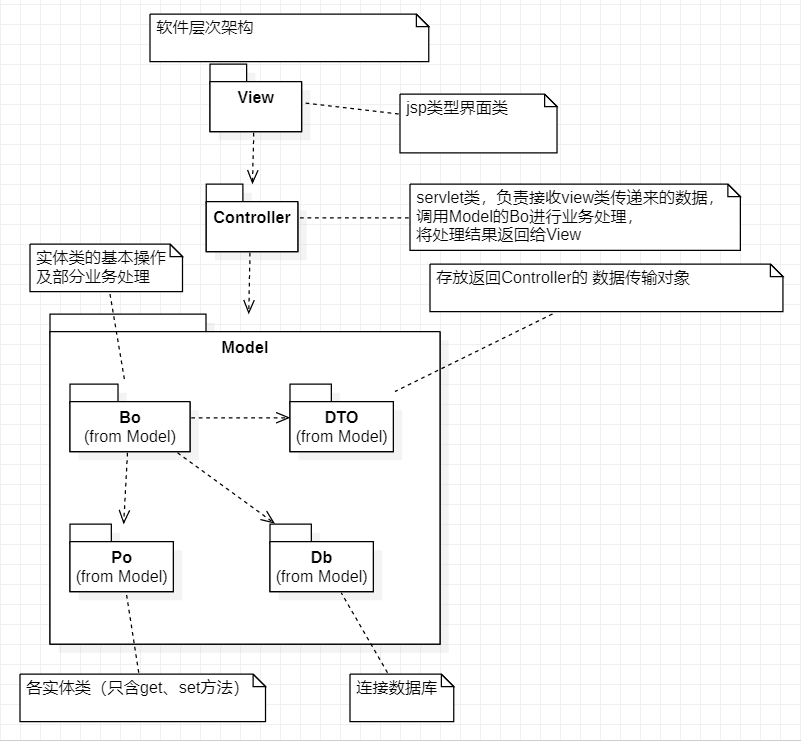 软件层次架构
View
jsp类型界面类
Controller
servlet类，负责接收view类传递来的数据，
调用Model的Bo进行业务处理，
将处理结果返回给View
实体类的基本操作
及部分业务处理
存放返回Controller的 数据传输对象
Model
Bo
(from Model)
DTO
(from Model)
Po
(from Model)
Db
(from Model)
各实体类（只含get、set方法）
连接数据库